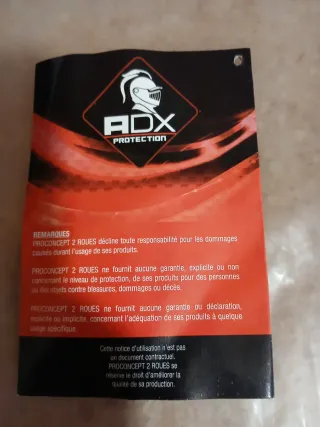 ADX
PROTECTION
REMARQUES
PROCONCEPT 2 ROUES décline toute responsabilité pour les dommages
causés durant l'usage de ses produits.
PROCONCEPT 2 ROUES ne fournit aucune garantie, explicite ou non
concernant le niveau de protection, de ses produits pour des personnes
ou des objets contre blessures, dommages ou décés.
PROCONCEPT 2 ROUES ne fournit aucune garantie ou déclaration,
explicite ou implicite, concernant l'adéquation de ses produits à quelque
usage spécifique.
Cette notice d'utilisation n'est pas
un document contractuel.
PROCONCEPT 2 ROUES se
réserve le droit d'améliorer la
qualité de sa production.